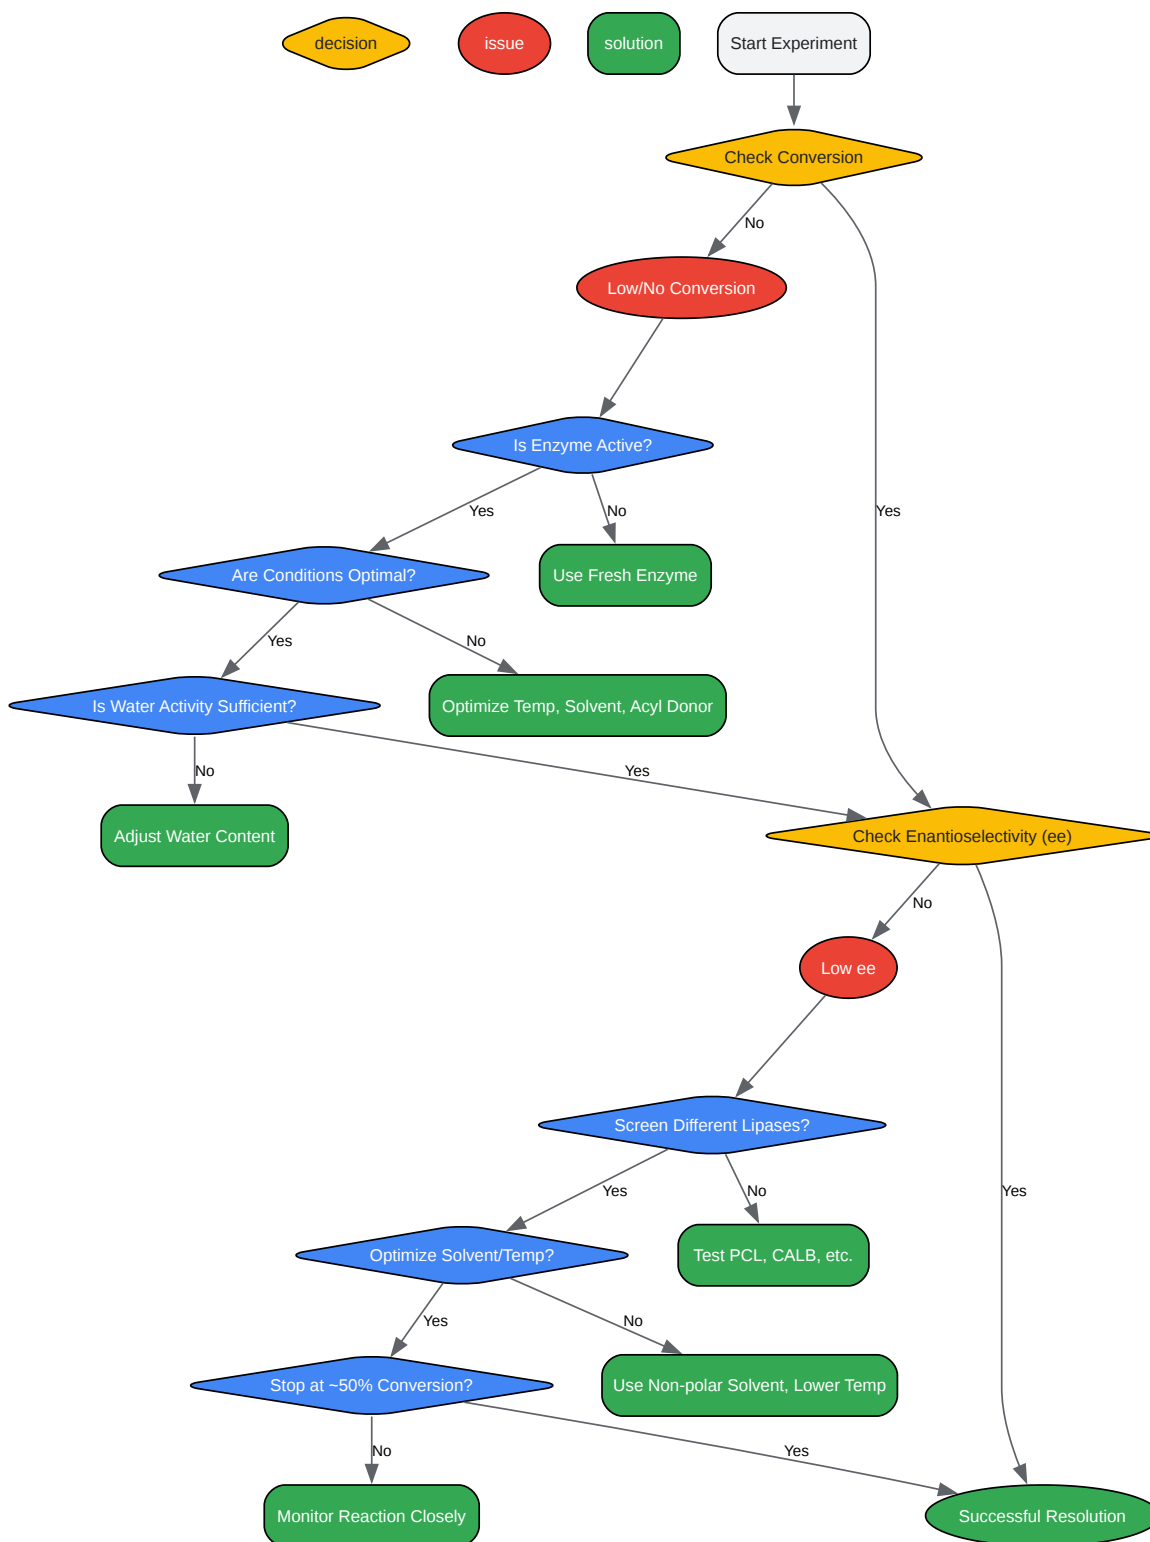 decision
issue
solution
Start Experiment
Check Conversion
No
Low/No Conversion
Is Enzyme Active?
Yes
No
Yes
Are Conditions Optimal?
Use Fresh Enzyme
Yes
No
Is Water Activity Sufficient?
Optimize Temp, Solvent, Acyl Donor
No
Yes
Adjust Water Content
Check Enantioselectivity (ee)
No
Low ee
Screen Different Lipases?
Yes
No
Yes
Optimize Solvent/Temp?
Test PCL, CALB, etc.
Yes
No
Stop at ~50% Conversion?
Use Non-polar Solvent, Lower Temp
No
Yes
Monitor Reaction Closely
Successful Resolution